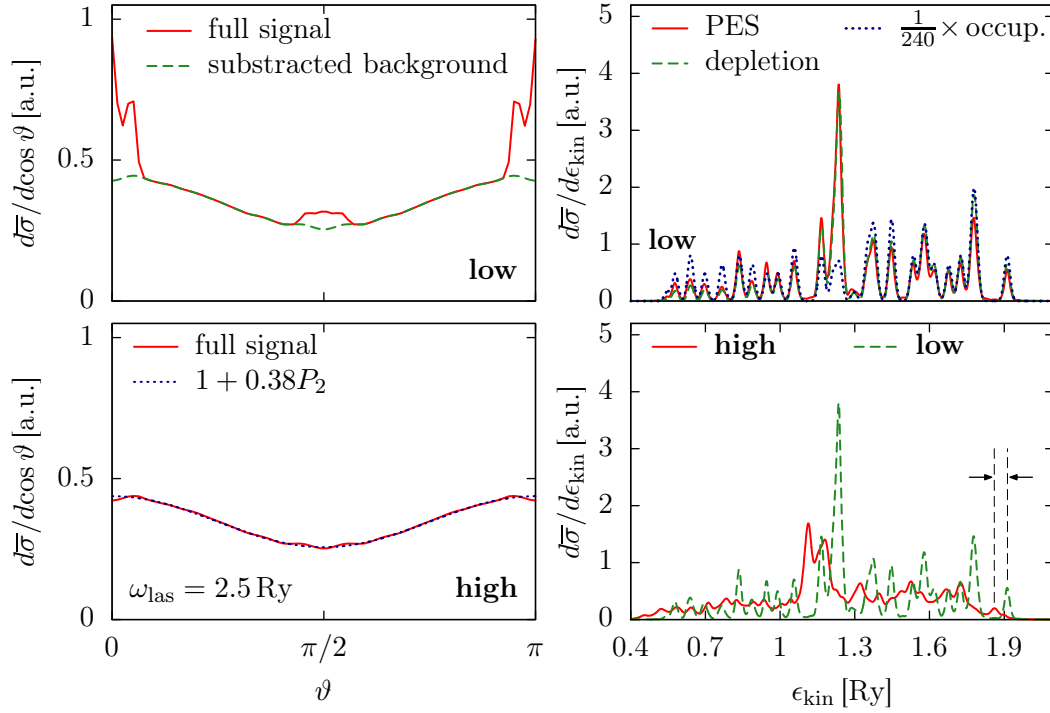 dσ̅/dcos ϑ [a.u.]
1
0.5
0
full signal
substracted background
low
dσ̅/dϵkin [a.u.]
5
4
3
2
1
0
PES
1/240 × occup.
depletion
low
dσ̅/dcos ϑ [a.u.]
1
0.5
0
full signal
1 + 0.38P₂
ωlas = 2.5 Ry
high
0
π/2
π
ϑ
dσ̅/dϵkin [a.u.]
5
4
3
2
1
0
high
low
0.4
0.7
1
1.3
1.6
1.9
ϵkin [Ry]